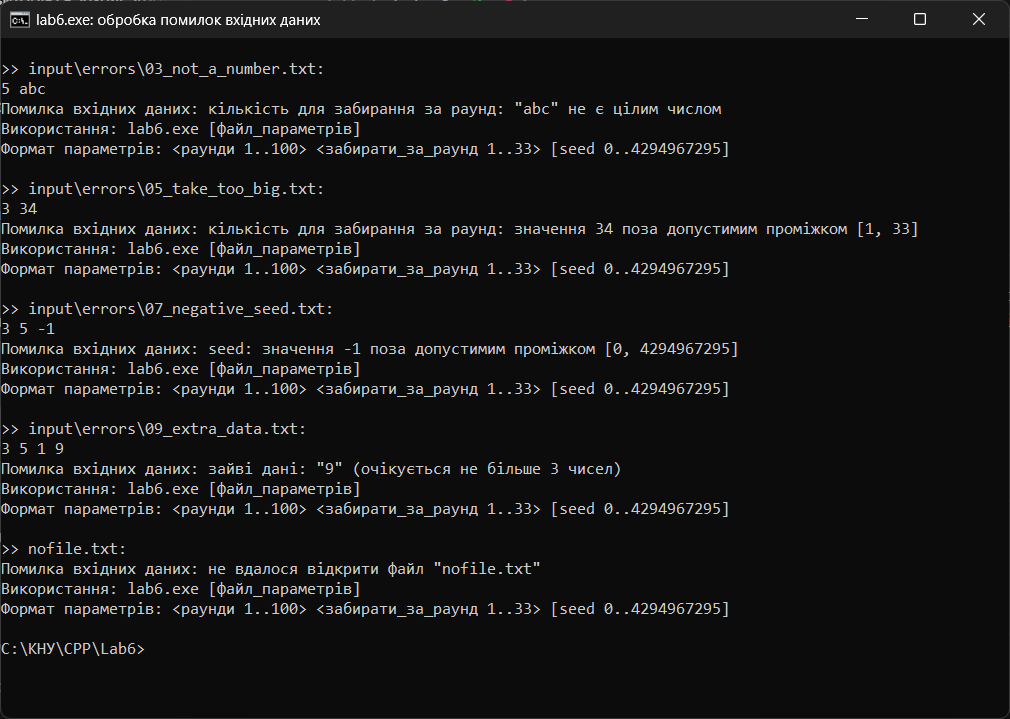 lab6.exe: обробка помилок вхідних даних
>> input\errors\03_not_a_number.txt:
5 abc
Помилка вхідних даних: кількість для забирання за раунд: "abc" не є цілим числом
Використання: lab6.exe [файл_параметрів]
Формат параметрів: <раунди 1..100> <забирати_за_раунд 1..33> [seed 0..4294967295]
>> input\errors\05_take_too_big.txt:
3 34
Помилка вхідних даних: кількість для забирання за раунд: значення 34 поза допустимим проміжком [1, 33]
Використання: lab6.exe [файл_параметрів]
Формат параметрів: <раунди 1..100> <забирати_за_раунд 1..33> [seed 0..4294967295]
>> input\errors\07_negative_seed.txt:
3 5 -1
Помилка вхідних даних: seed: значення -1 поза допустимим проміжком [0, 4294967295]
Використання: lab6.exe [файл_параметрів]
Формат параметрів: <раунди 1..100> <забирати_за_раунд 1..33> [seed 0..4294967295]
>> input\errors\09_extra_data.txt:
3 5 1 9
Помилка вхідних даних: зайві дані: "9" (очікується не більше 3 чисел)
Використання: lab6.exe [файл_параметрів]
Формат параметрів: <раунди 1..100> <забирати_за_раунд 1..33> [seed 0..4294967295]
>> nofile.txt:
Помилка вхідних даних: не вдалося відкрити файл "nofile.txt"
Використання: lab6.exe [файл_параметрів]
Формат параметрів: <раунди 1..100> <забирати_за_раунд 1..33> [seed 0..4294967295]
C:\КНУ\СРР\Lab6>